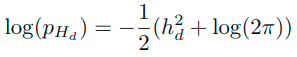 log(p_{H_d}) = -\frac{1}{2}(h_d^2 + log(2π))